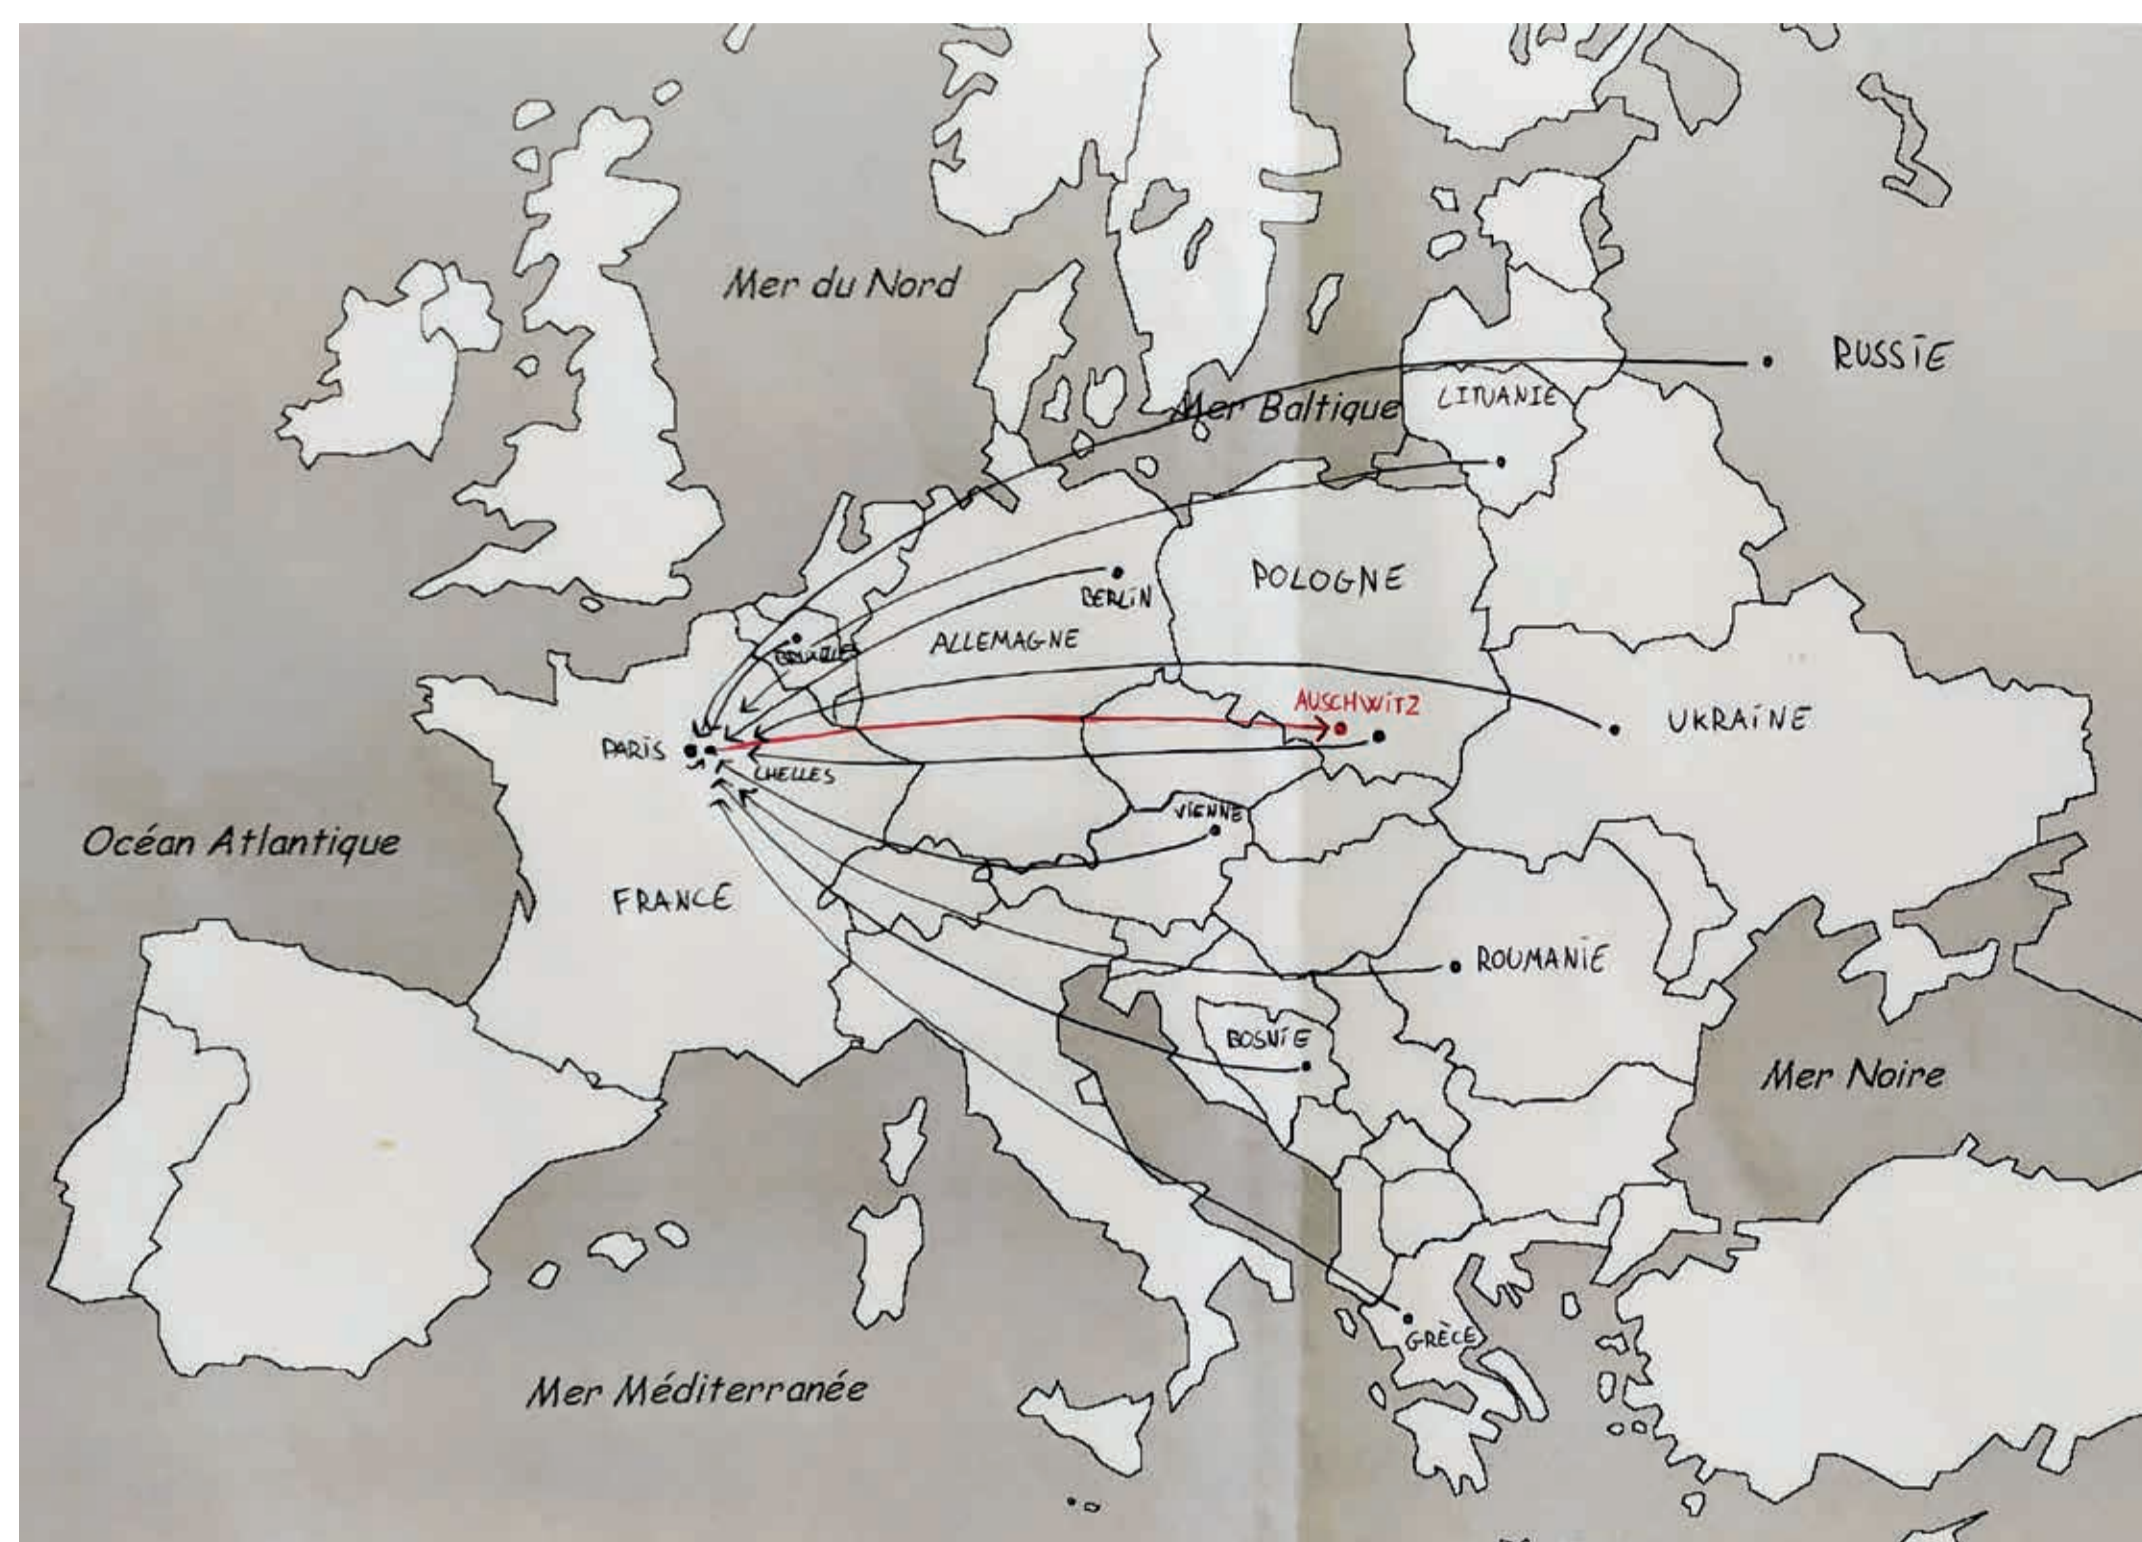 Mer du Nord
RUSSIE
LITUANIE
Mer Baltique
POLOGNE
BERLIN
ALLEMAGNE
AUSCHWITZ
UKRAINE
PARIS
CHELLES
VIENNE
Océan Atlantique
FRANCE
ROUMANIE
BOSNIE
Mer Noire
GRÈCE
Mer Méditerranée